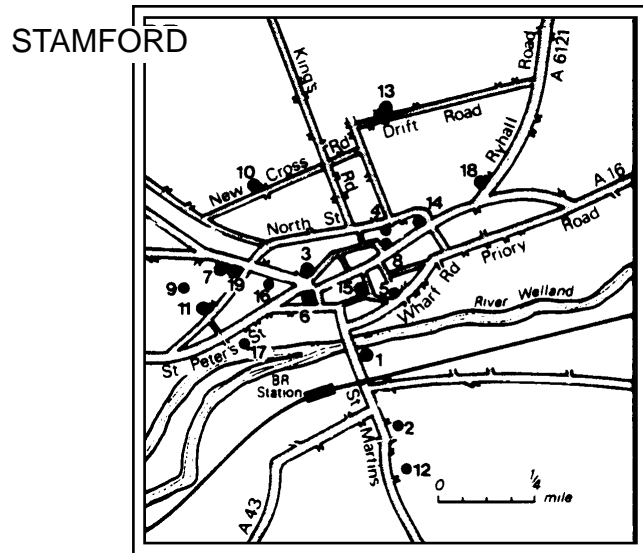 STAMFORD
King's
Rd
A 6121
Road
13
Drift Road
Ryhall
10
New Cross Rd
18
A 16
North St
4
14
3
8
Priory Road
7
9
19
16
15
5
Wharf Rd
11
6
River Welland
St Peter's St
17
1
BR
Station
St Martins
2
12
0
1/4
mile
A 43